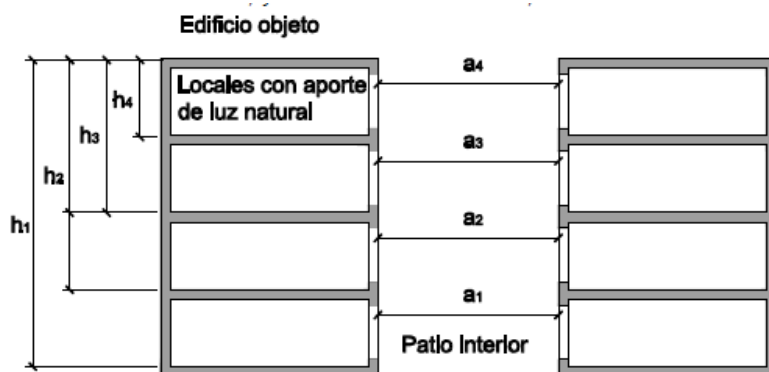 Edificio objeto
Locales con aporte
de luz natural
a4
h4
a3
h3
h2
a2
h1
a1
Patio Interior